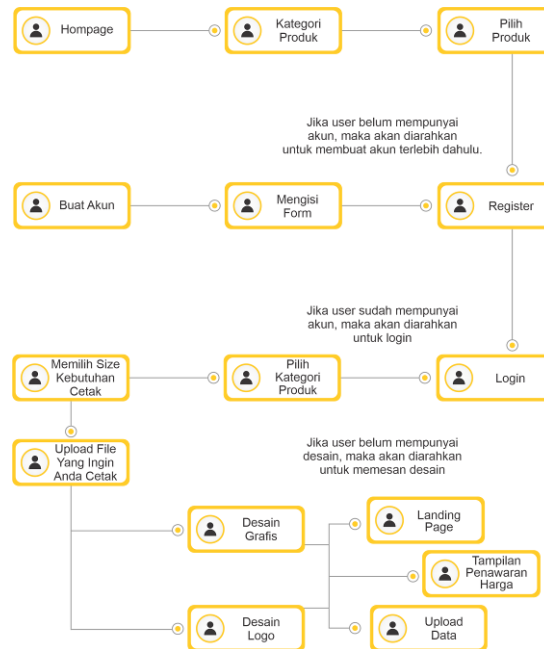 Hompage
Kategori
Produk
Pilih
Produk
Jika user belum mempunyai
akun, maka akan diarahkan
untuk membuat akun terlebih dahulu.
Buat Akun
Mengisi
Form
Register
Jika user sudah mempunyai
akun, maka akan diarahkan
untuk login
Memilih Size
Kebutuhan
Cetak
Pilih
Kategori
Produk
Login
Upload File
Yang Ingin
Anda Cetak
Jika user belum mempunyai
desain, maka akan diarahkan
untuk memesan desain
Desain
Grafis
Landing
Page
Tampilan
Penawaran
Harga
Desain
Logo
Upload
Data